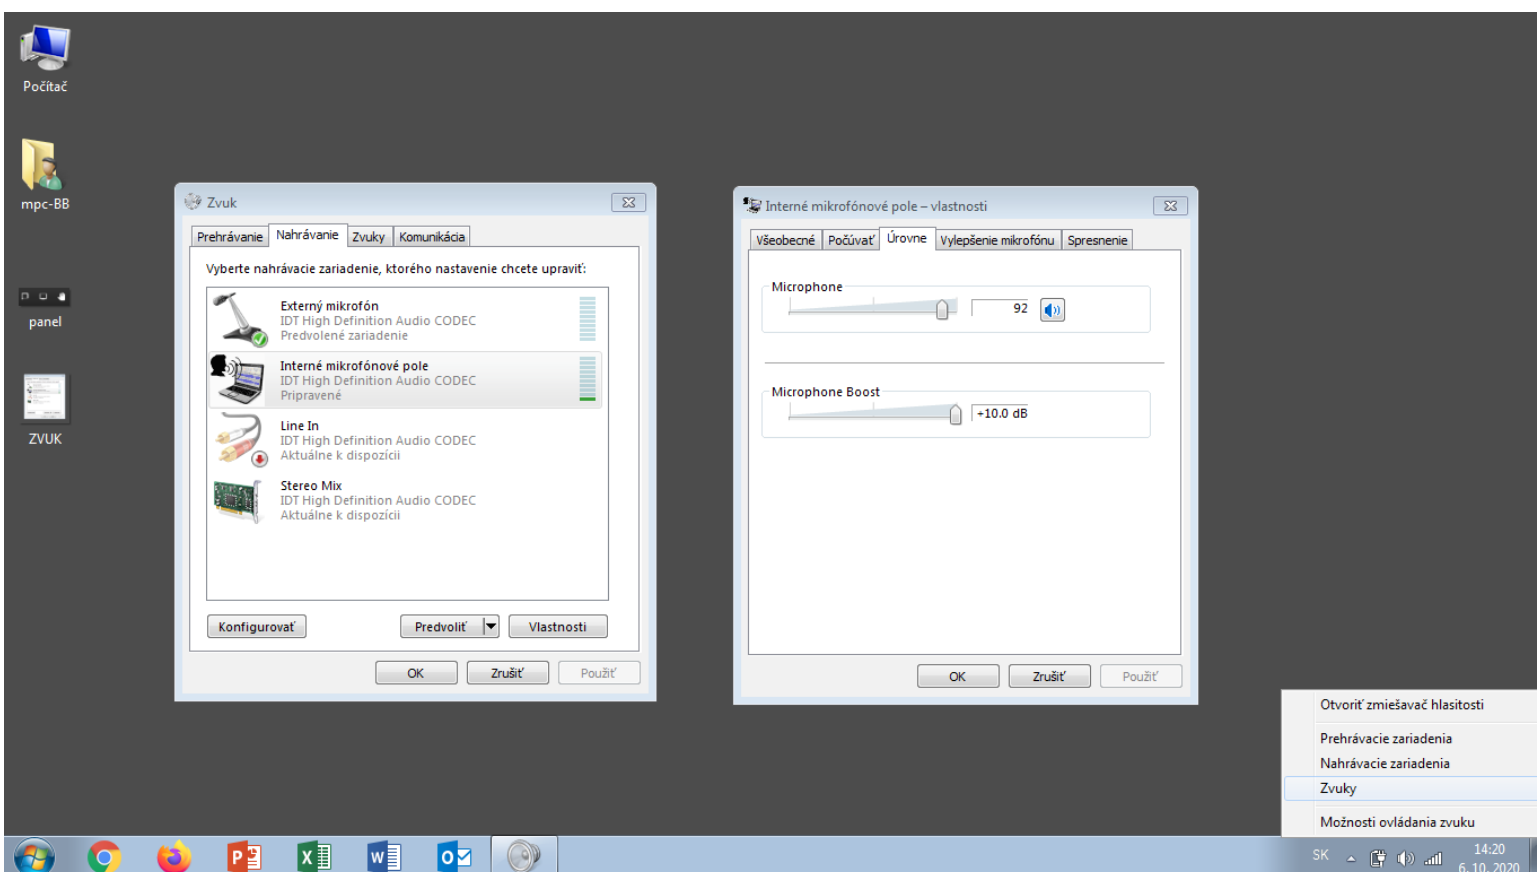 Počítač
mpc-BB
panel
ZVUK
Zvuk
Prehrávanie Nahrávanie Zvuky Komunikácia
Vyberte nahrávacie zariadenie, ktorého nastavenie chcete upraviť:
Externý mikrofón
IDT High Definition Audio CODEC
Predvolené zariadenie
Interné mikrofónové pole
IDT High Definition Audio CODEC
Pripravené
Line In
IDT High Definition Audio CODEC
Aktuálne k dispozícii
Stereo Mix
IDT High Definition Audio CODEC
Aktuálne k dispozícii
Konfigurovať Predvoliť Vlastnosti
OK Zrušiť Použiť
Interné mikrofónové pole – vlastnosti
Všeobecné Počúvať Úrovne Vylepšenie mikrofónu Spresnenie
Microphone
92
Microphone Boost
+10.0 dB
OK Zrušiť Použiť
Otvoriť zmiešavač hlasitosti
Prehrávacie zariadenia
Nahrávacie zariadenia
Zvuky
Možnosti ovládania zvuku
SK
14:20
6. 10. 2020